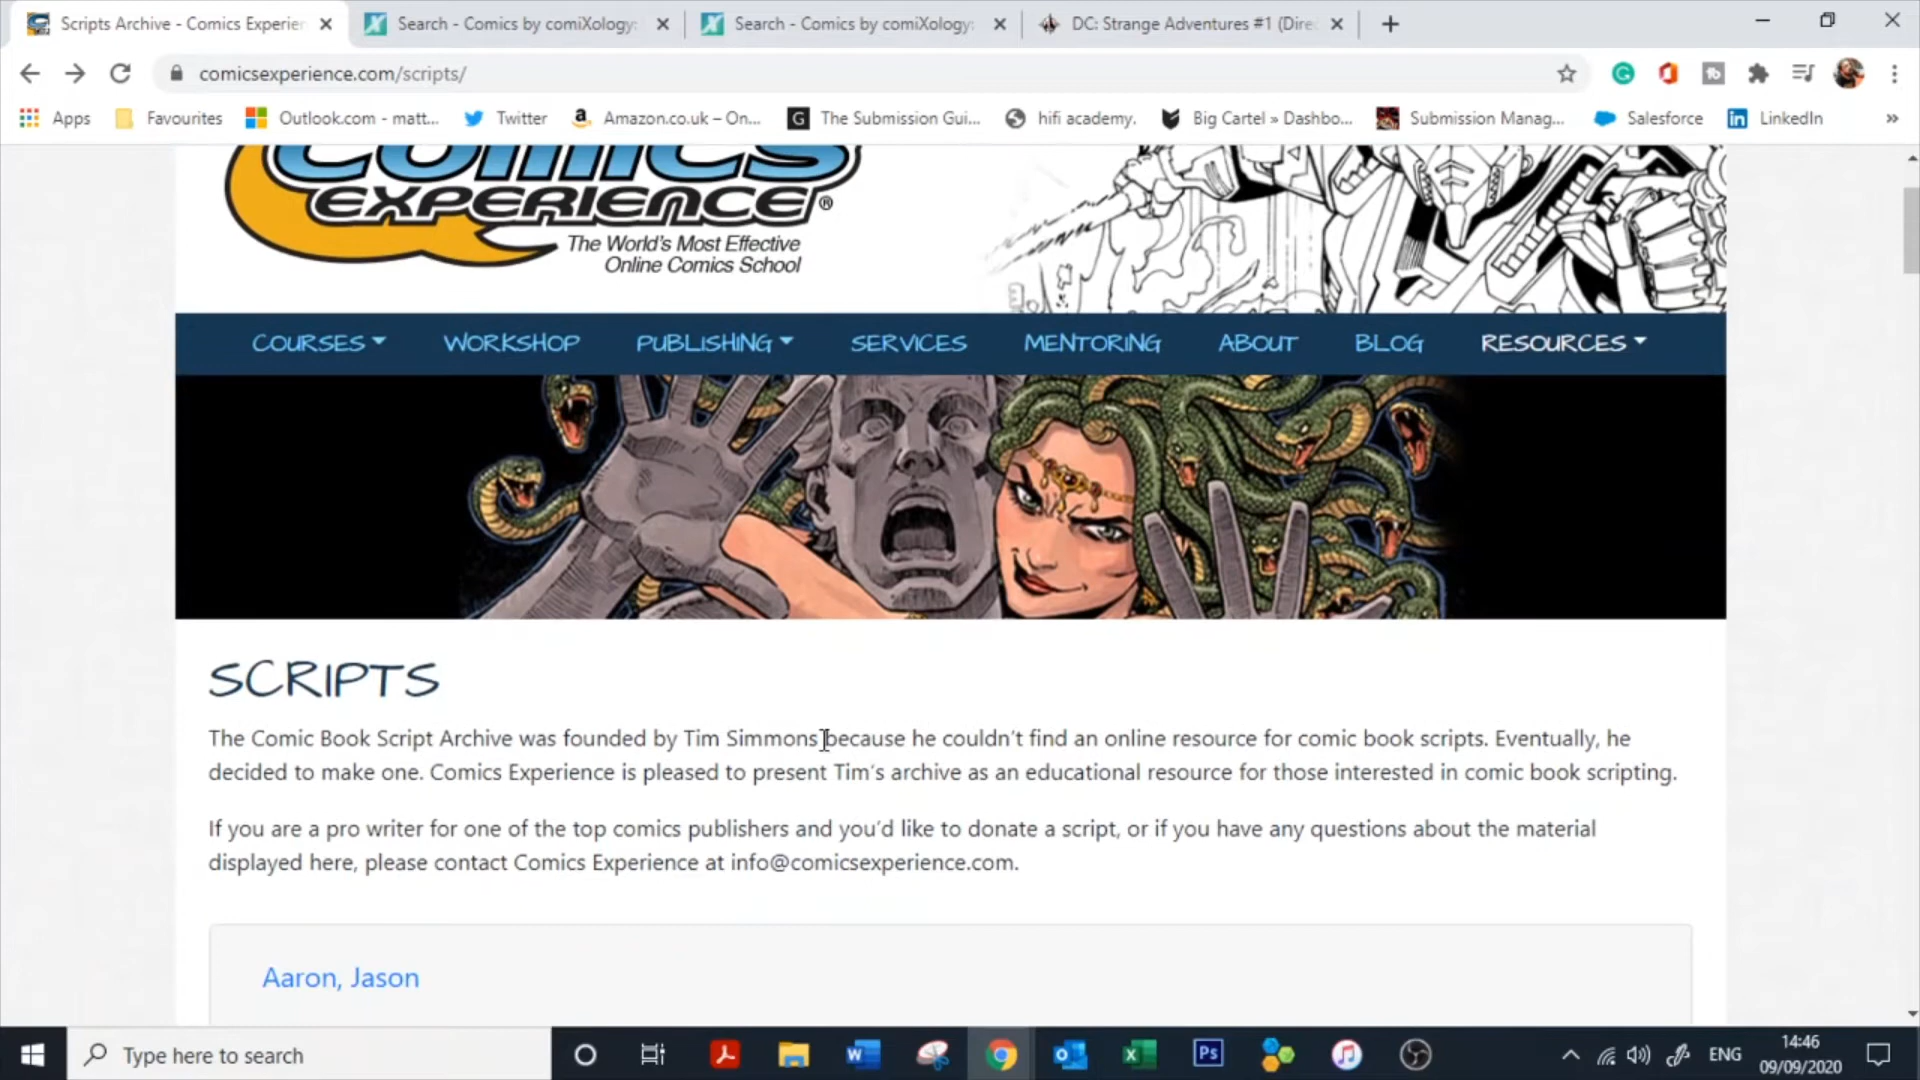 Scripts Archive - Comics Experien
Search - Comics by comiXology:
Search - Comics by comiXology:
DC: Strange Adventures #1 (Direc
comicsexperience.com/scripts/
Apps
Favourites
Outlook.com - matt...
Twitter
Amazon.co.uk – On...
The Submission Gui...
hifi academy.
Big Cartel » Dashbo...
Submission Manag...
Salesforce
LinkedIn
COMICS
EXPERIENCE®
The World's Most Effective
Online Comics School
COURSES
WORKSHOP
PUBLISHING
SERVICES
MENTORING
ABOUT
BLOG
RESOURCES
SCRIPTS
The Comic Book Script Archive was founded by Tim Simmons because he couldn't find an online resource for comic book scripts. Eventually, he
decided to make one. Comics Experience is pleased to present Tim's archive as an educational resource for those interested in comic book scripting.
If you are a pro writer for one of the top comics publishers and you'd like to donate a script, or if you have any questions about the material
displayed here, please contact Comics Experience at info@comicsexperience.com.
Aaron, Jason
Type here to search
ENG
14:46
09/09/2020